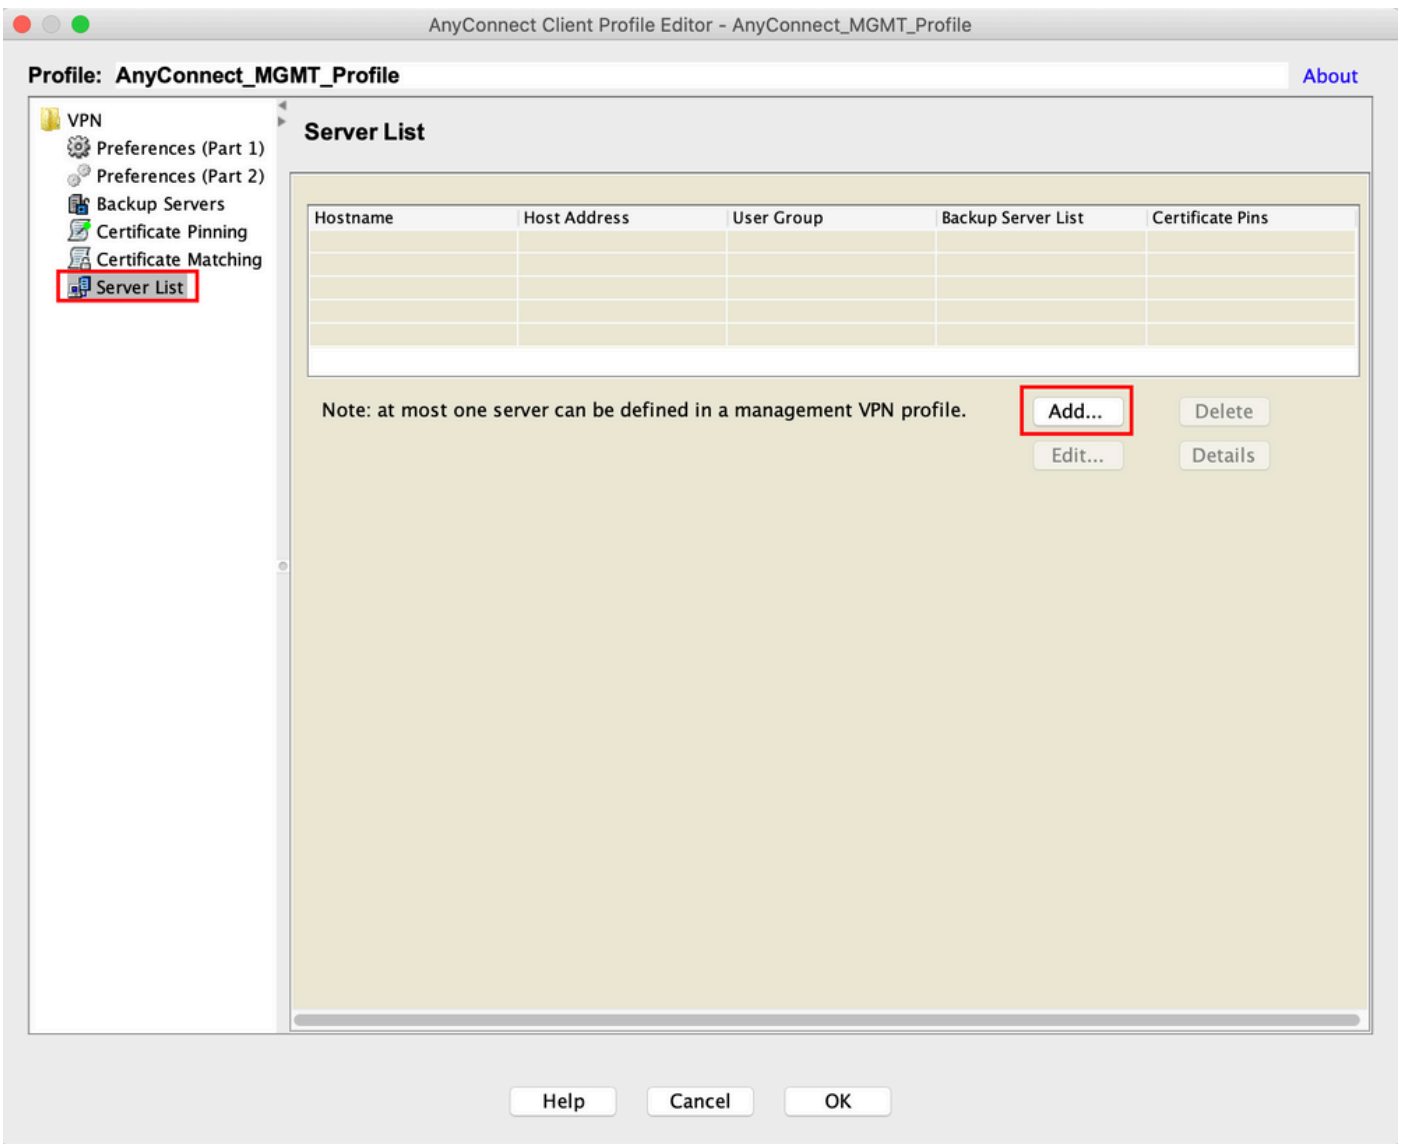 AnyConnect Client Profile Editor - AnyConnect_MGMT_Profile
Profile: AnyConnect_MGMT_Profile
About
VPN
Preferences (Part 1)
Preferences (Part 2)
Backup Servers
Certificate Pinning
Certificate Matching
Server List
Server List
Hostname Host Address User Group Backup Server List Certificate Pins
Note: at most one server can be defined in a management VPN profile.
Add... Delete
Edit... Details
Help Cancel OK